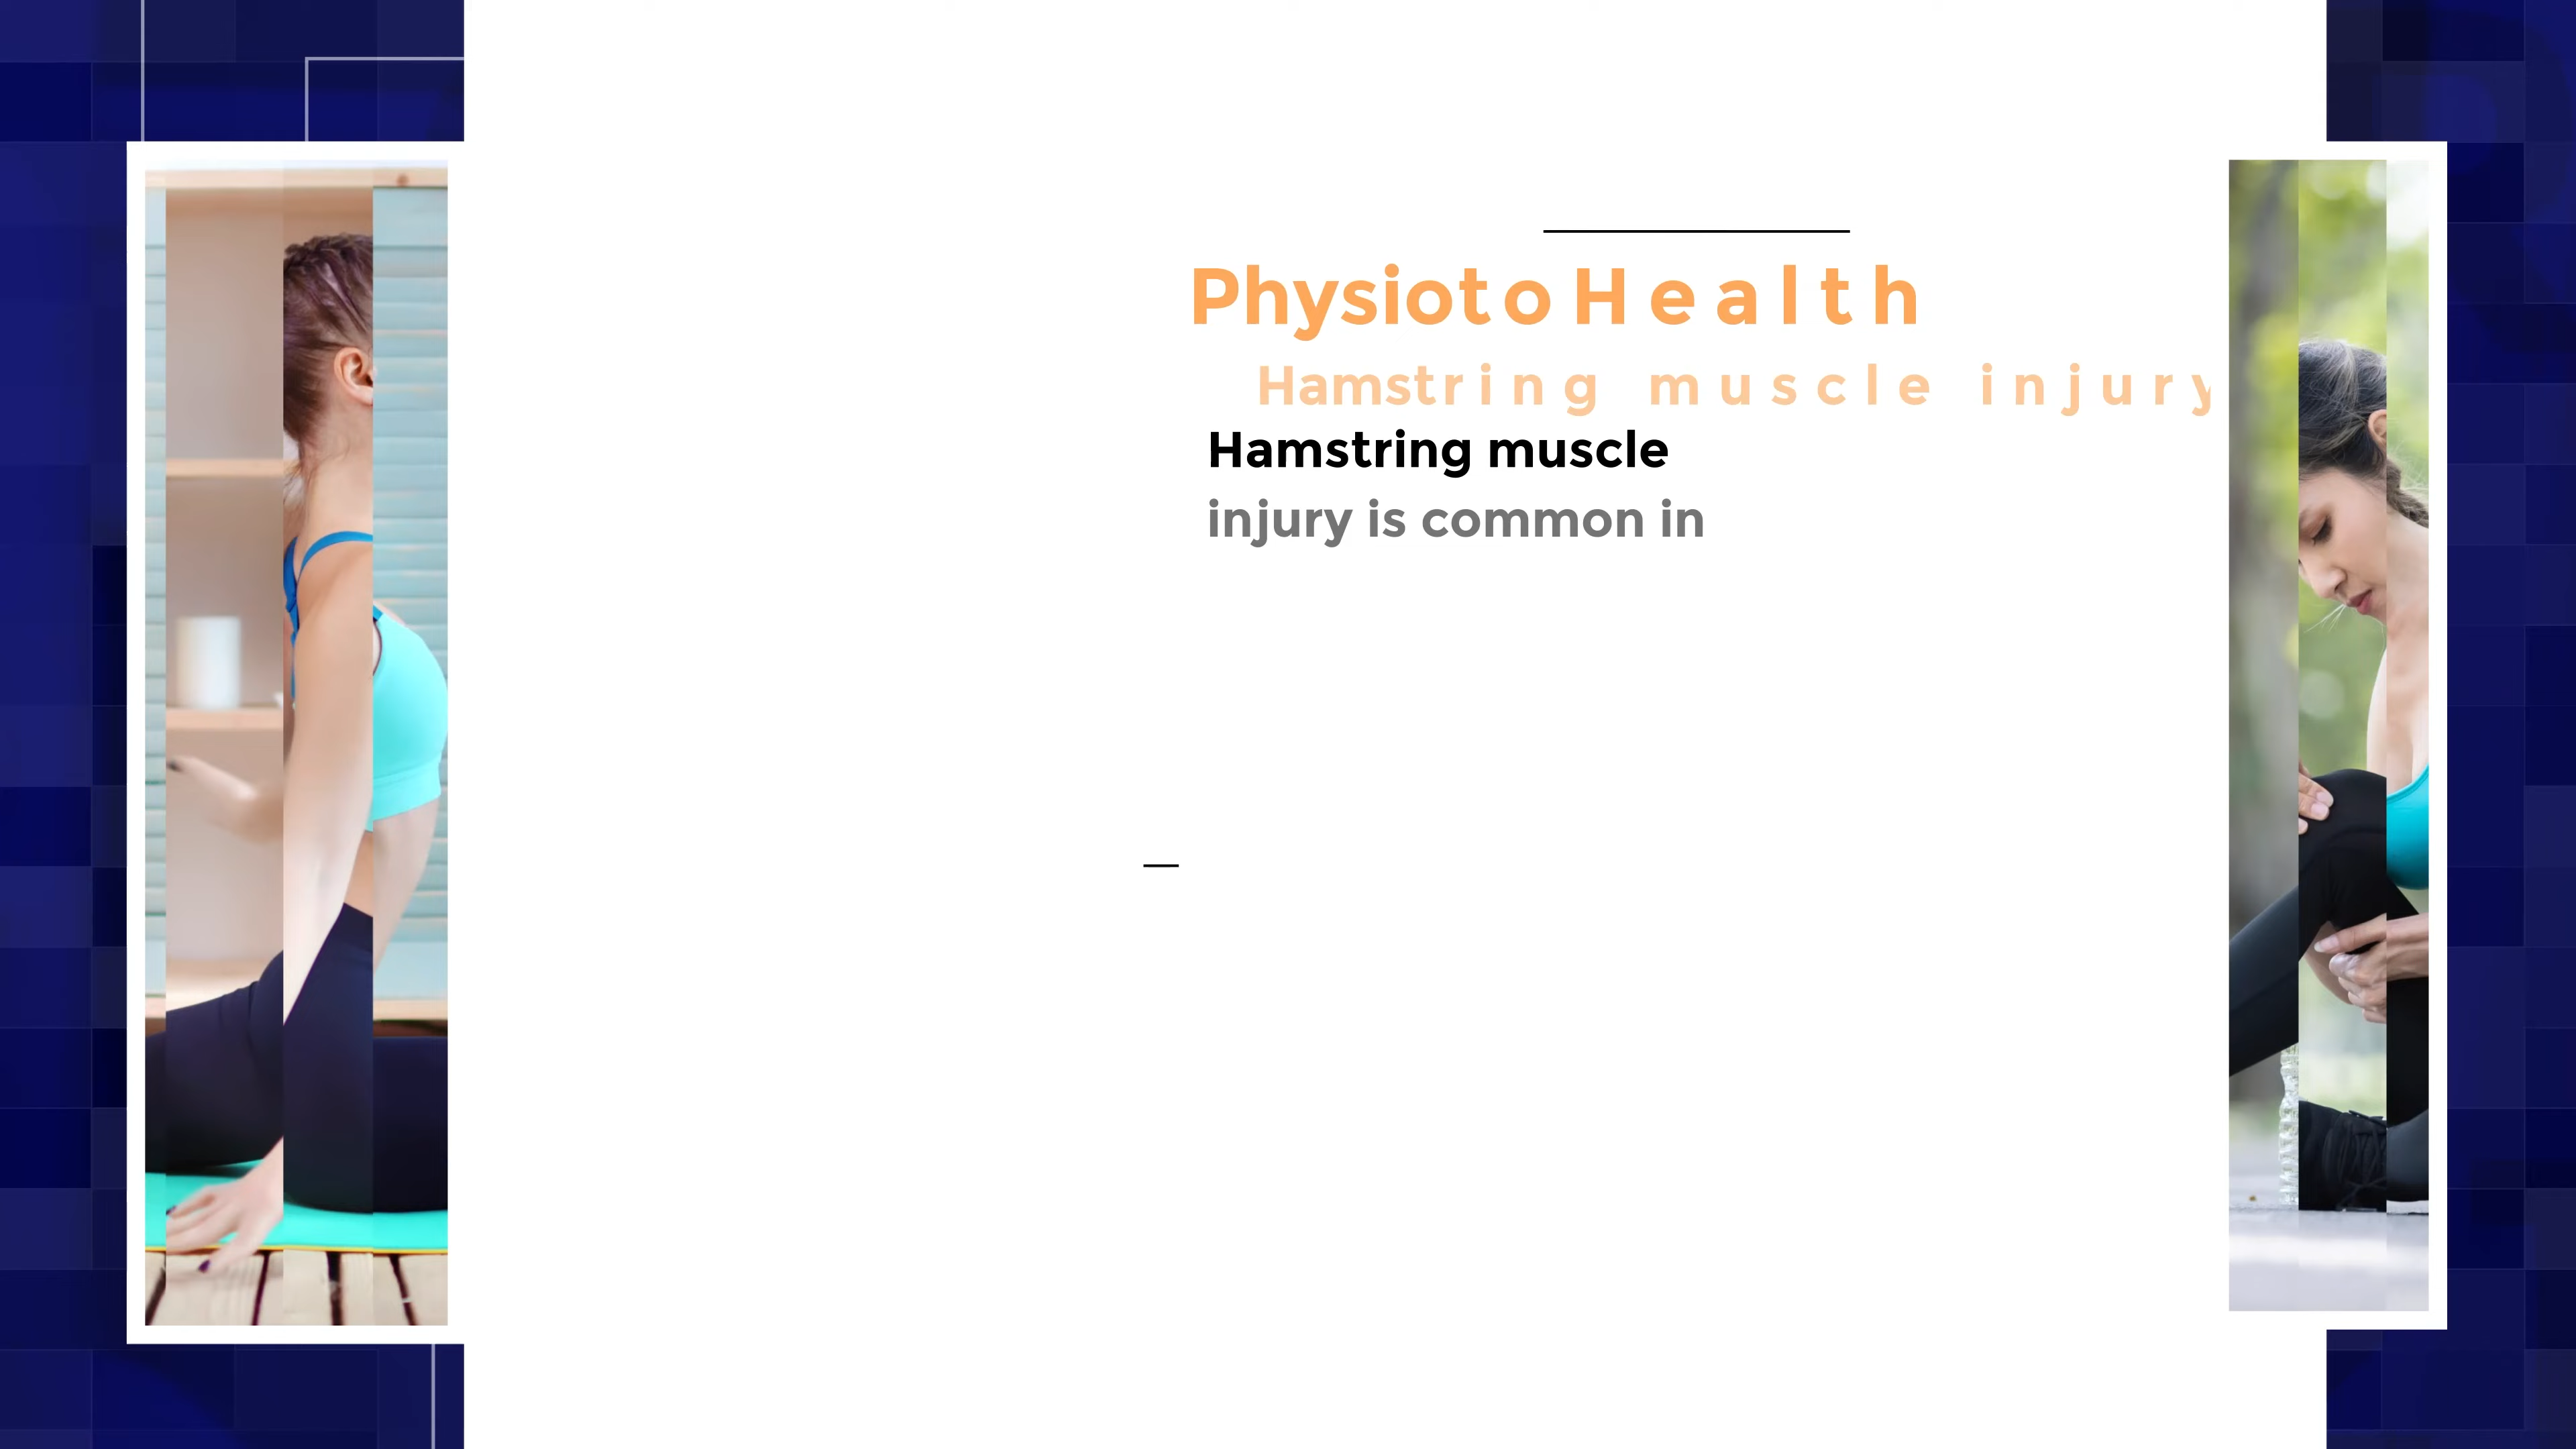 PhysiotoHealth
Hamstring muscle injury
Hamstring muscle
injury is common in